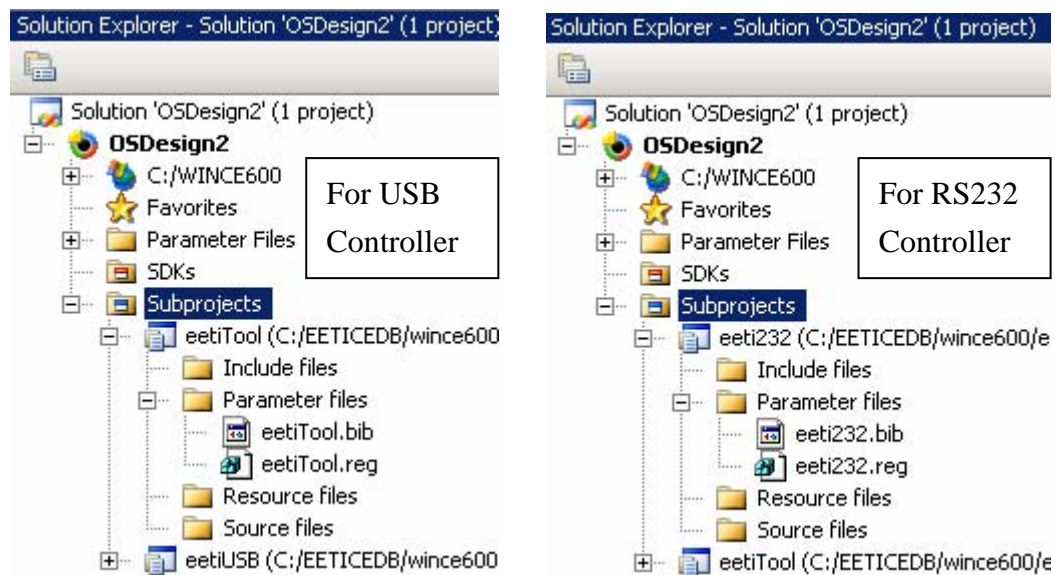 Solution Explorer - Solution 'OSDesign2' (1 project)
Solution 'OSDesign2' (1 project)
OSDesign2
C:/WINCE600
Favorites
Parameter Files
SDKs
Subprojects
eetiTool (C:/EETICEDB/wince600
Include files
Parameter files
eetiTool.bib
eetiTool.reg
Resource files
Source files
eetiUSB (C:/EETICEDB/wince600
For USB
Controller
Solution Explorer - Solution 'OSDesign2' (1 project)
Solution 'OSDesign2' (1 project)
OSDesign2
C:/WINCE600
Favorites
Parameter Files
SDKs
Subprojects
eeti232 (C:/EETICEDB/wince600/e
Include files
Parameter files
eeti232.bib
eeti232.reg
Resource files
Source files
eetiTool (C:/EETICEDB/wince600/e
For RS232
Controller